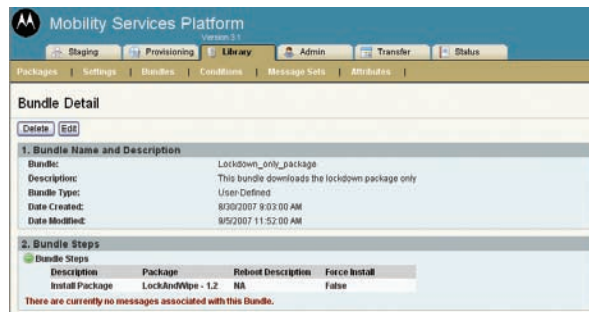 Mobility Services Platform
Version 3.1
Staging Provisioning Library Admin Transfer Status
Packages | Settings | Bundles | Conditions | Message Sets | Attributes |
Bundle Detail
Delete Edit
1. Bundle Name and Description
Bundle: Lockdown_only_package
Description: This bundle downloads the lockdown package only
Bundle Type: User-Defined
Date Created: 8/30/2007 9:03:00 AM
Date Modified: 9/5/2007 11:52:00 AM
2. Bundle Steps
Bundle Steps
Description Package Reboot Description Force Install
Install Package LockAndWipe - 1.2 NA False
There are currently no messages associated with this Bundle.